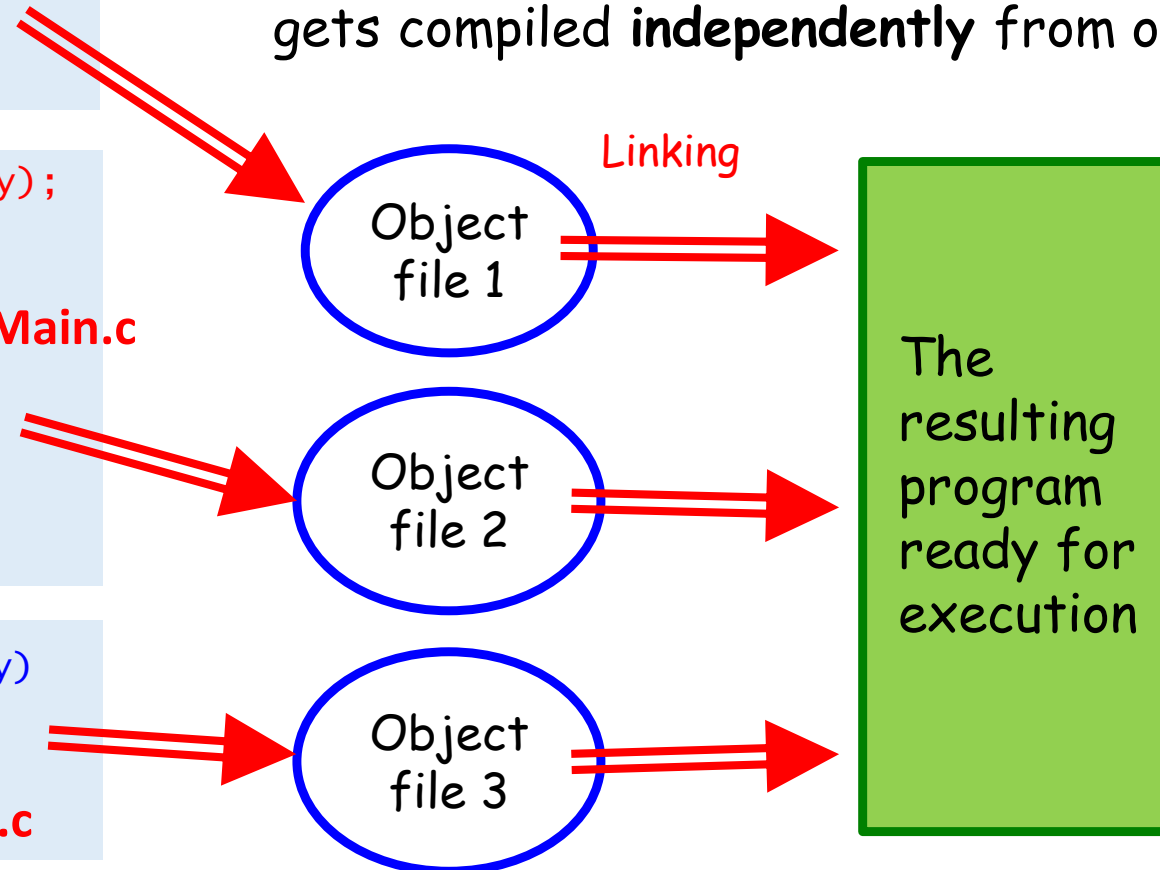 gets compiled independently from o
Linking
y);
Object
file 1
Main.c
The
resulting
program
ready for
execution
Object
file 2
y)
Object
file 3
.c